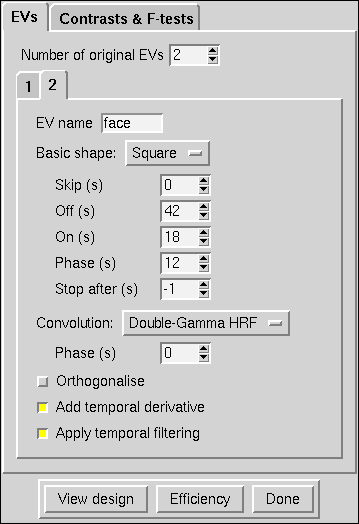 EVs Contrasts & F-tests
Number of original EVs 2
1 2
EV name face
Basic shape: Square
Skip (s) 0
Off (s) 42
On (s) 18
Phase (s) 12
Stop after (s) -1
Convolution: Double-Gamma HRF
Phase (s) 0
Orthogonalise
Add temporal derivative
Apply temporal filtering
View design Efficiency Done